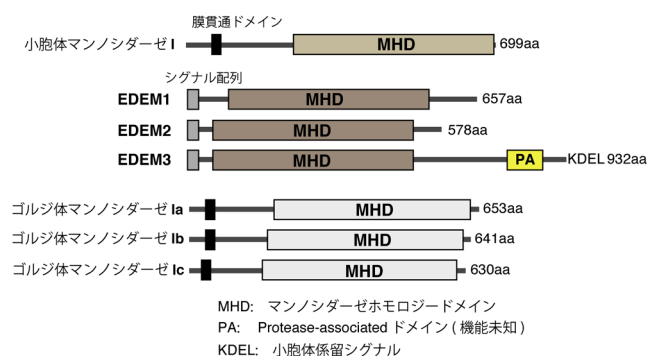 膜貫通ドメイン
小胞体マンノシダーゼ I MHD 699aa
シグナル配列
EDEM1 MHD 657aa
EDEM2 MHD 578aa
EDEM3 MHD PA KDEL 932aa
ゴルジ体マンノシダーゼ Ia MHD 653aa
ゴルジ体マンノシダーゼ Ib MHD 641aa
ゴルジ体マンノシダーゼ Ic MHD 630aa
MHD: マンノシダーゼホモロジードメイン
PA: Protease-associated ドメイン ( 機能未知 )
KDEL: 小胞体係留シグナル